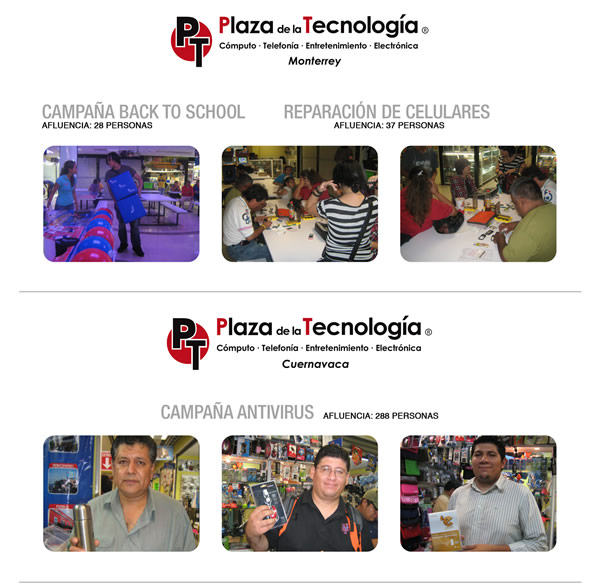 PT
Plaza de la Tecnología ®
Cómputo · Telefonía · Entretenimiento · Electrónica
Monterrey
CAMPAÑA BACK TO SCHOOL
AFLUENCIA: 28 PERSONAS
REPARACIÓN DE CELULARES
AFLUENCIA: 37 PERSONAS
PT
Plaza de la Tecnología ®
Cómputo · Telefonía · Entretenimiento · Electrónica
Cuernavaca
CAMPAÑA ANTIVIRUS AFLUENCIA: 288 PERSONAS